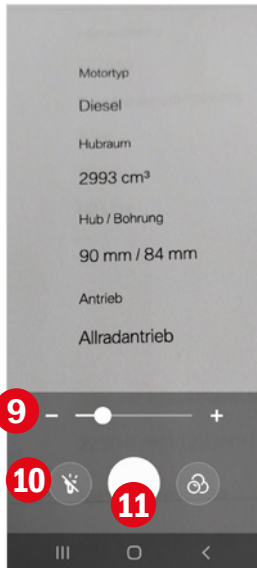 Motortyp
Diesel
Hubraum
2993 cm³
Hub / Bohrung
90 mm / 84 mm
Antrieb
Allradantrieb
9
- +
10
11